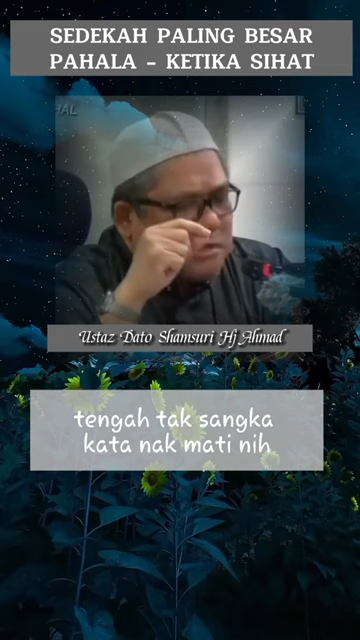 SEDEKAH PALING BESAR
PAHALA - KETIKA SIHAT
Ustaz Dato Shamsuri Hj Ahmad
tengah tak sangka
kata nak mati nih